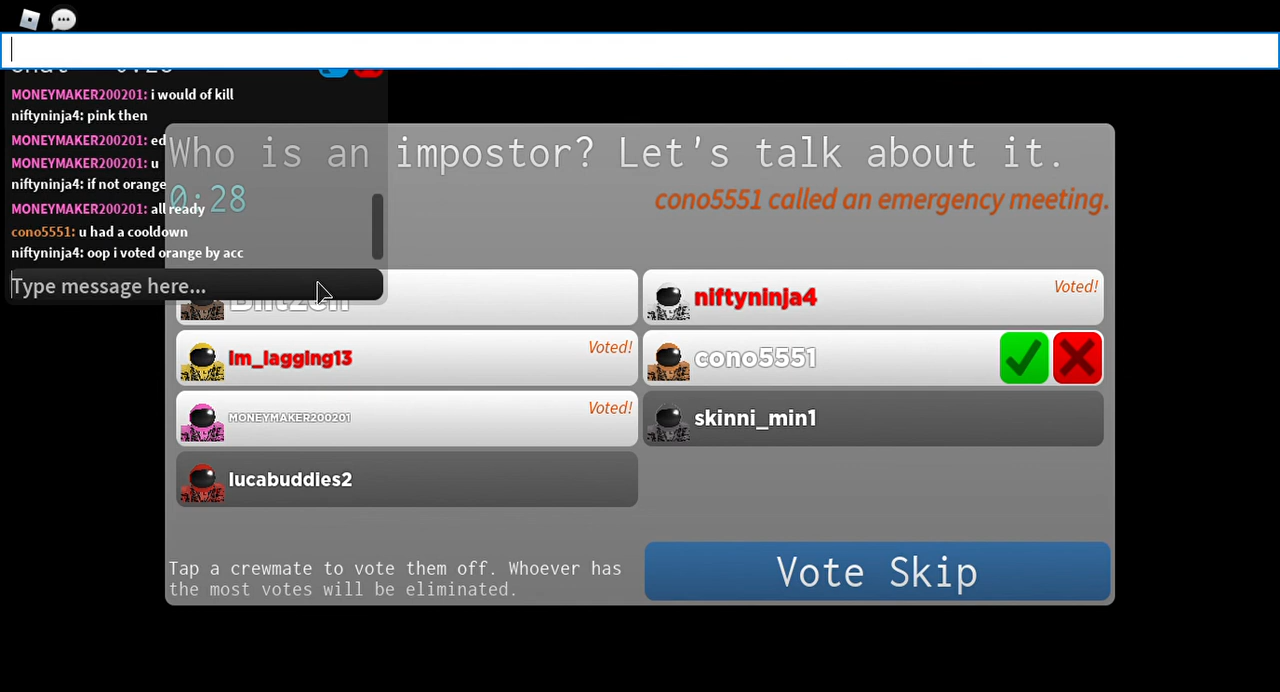 MONEYMAKER200201: i would of kill
niftyninja4: pink then
MONEYMAKER200201: ed
MONEYMAKER200201: u
niftyninja4: if not orange
MONEYMAKER200201: all ready
cono5551: u had a cooldown
niftyninja4: oop i voted orange by acc
Type message here...
Who is an impostor? Let's talk about it.
0:28
cono5551 called an emergency meeting.
niftyninja4
Voted!
im_lagging13
Voted!
cono5551
MONEYMAKER200201
Voted!
skinni_min1
lucabuddies2
Tap a crewmate to vote them off. Whoever has
the most votes will be eliminated.
Vote Skip